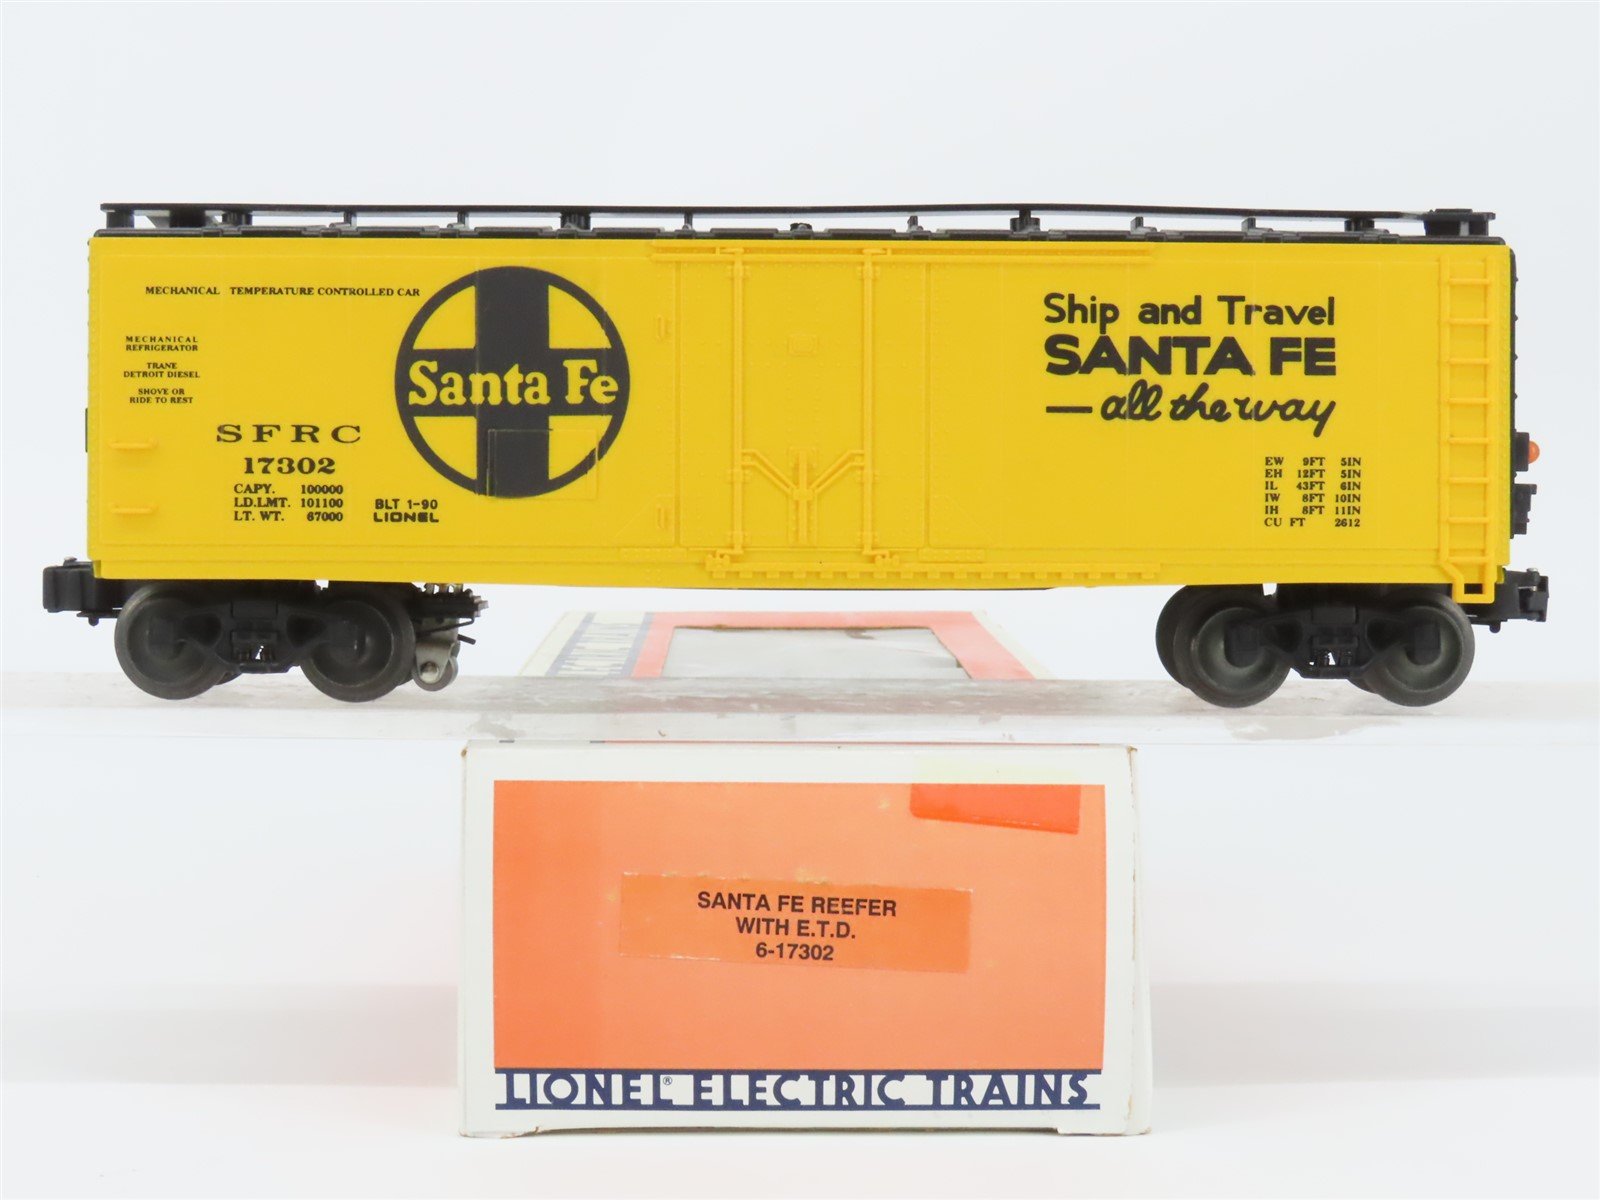 MECHANICAL TEMPERATURE CONTROLLED CAR
MECHANICAL
REFRIGERATOR
TRANE
DETROIT DIESEL
SHOVE OR
RIDE TO REST
SFRC
17302
CAPY. 100000
LD.LMT. 101100
LT. WT. 67000
BLT 1-90
LIONEL
Santa Fe
Ship and Travel
SANTA FE
—all the way
EW 9FT 5IN
EH 12FT 5IN
IL 43FT 6IN
IW 8FT 10IN
IH 8FT 11IN
CU FT 2612
SANTA FE REEFER
WITH E.T.D.
6-17302
LIONEL® ELECTRIC TRAINS